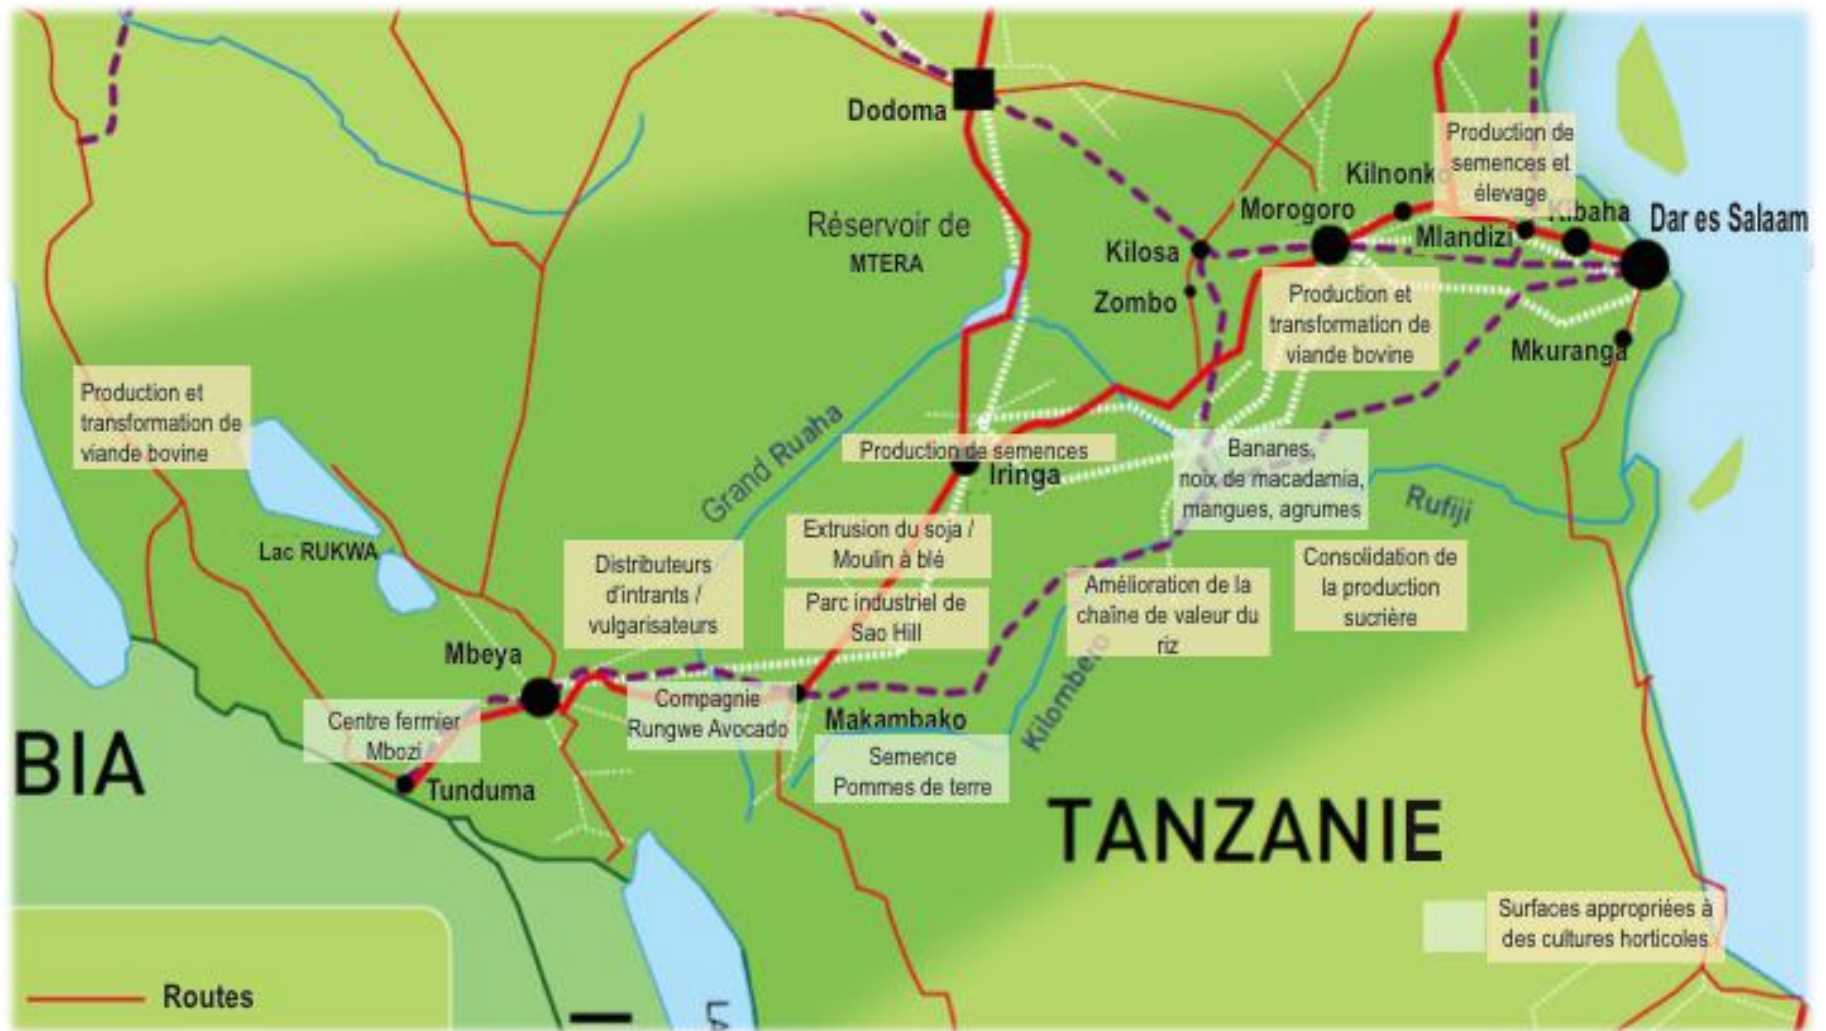 Dodoma
Production de
semences et
élevage
Kilnonko
Morogoro
Kibaha
Dar es Salaam
Mlandizi
Réservoir de
MTERA
Kilosa
Zombo
Production et
transformation de
viande bovine
Mkuranga
Production et
transformation de
viande bovine
Grand Ruaha
Production de semences
Iringa
Bananes,
noix de macadamia,
mangues, agrumes
Rufiji
Lac RUKWA
Distributeurs
d'intrants /
vulgarisateurs
Extrusion du soja /
Moulin à blé
Parc industriel de
Sao Hill
Amélioration de la
chaîne de valeur du
riz
Consolidation de
la production
sucrière
Mbeya
Kilombero
Centre fermier
Mbozi
Compagnie
Rungwe Avocado
Makambako
Semence
Pommes de terre
Tunduma
BIA
TANZANIE
Surfaces appropriées à
des cultures horticoles
Routes
LA